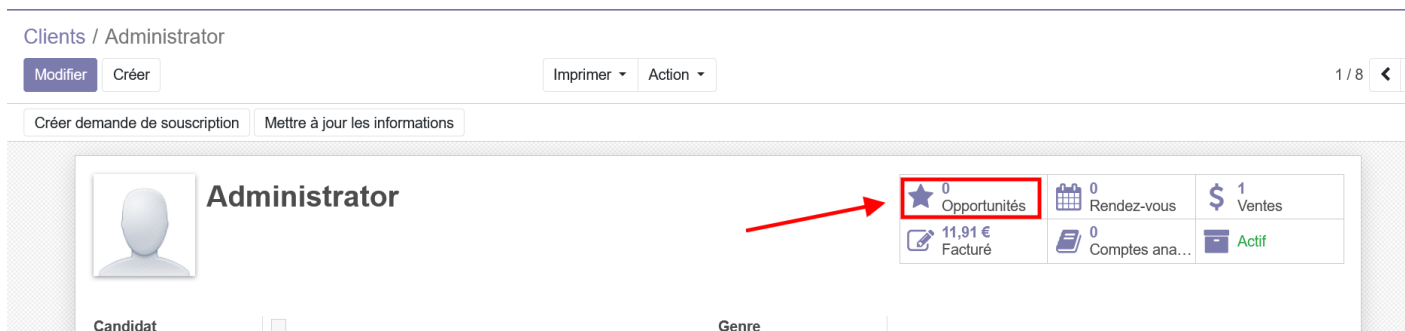 Clients / Administrator
Modifier Créer Imprimer Action 1 / 8
Créer demande de souscription Mettre à jour les informations
Administrator
0 Opportunités
0 Rendez-vous
1 Ventes
11,91 € Facturé
0 Comptes ana…
Actif
Candidat Genre